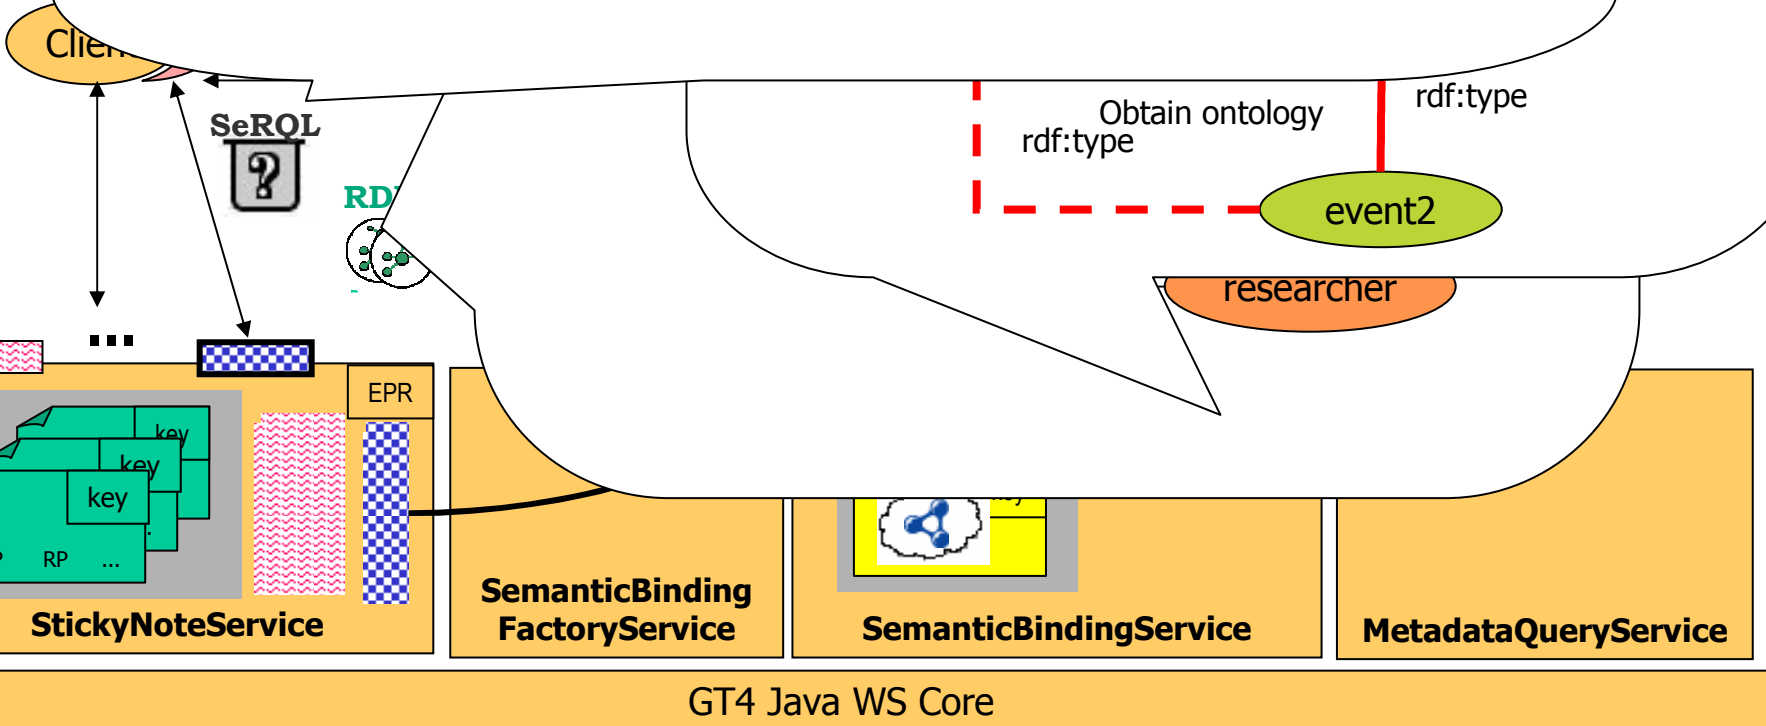 rdf:type
Obtain ontology
SeRQL
rdf:type
event2
researcher
...
EPR
key
key
key
RP
...
SemanticBinding
FactoryService
StickyNoteService
SemanticBindingService
MetadataQueryService
GT4 Java WS Core